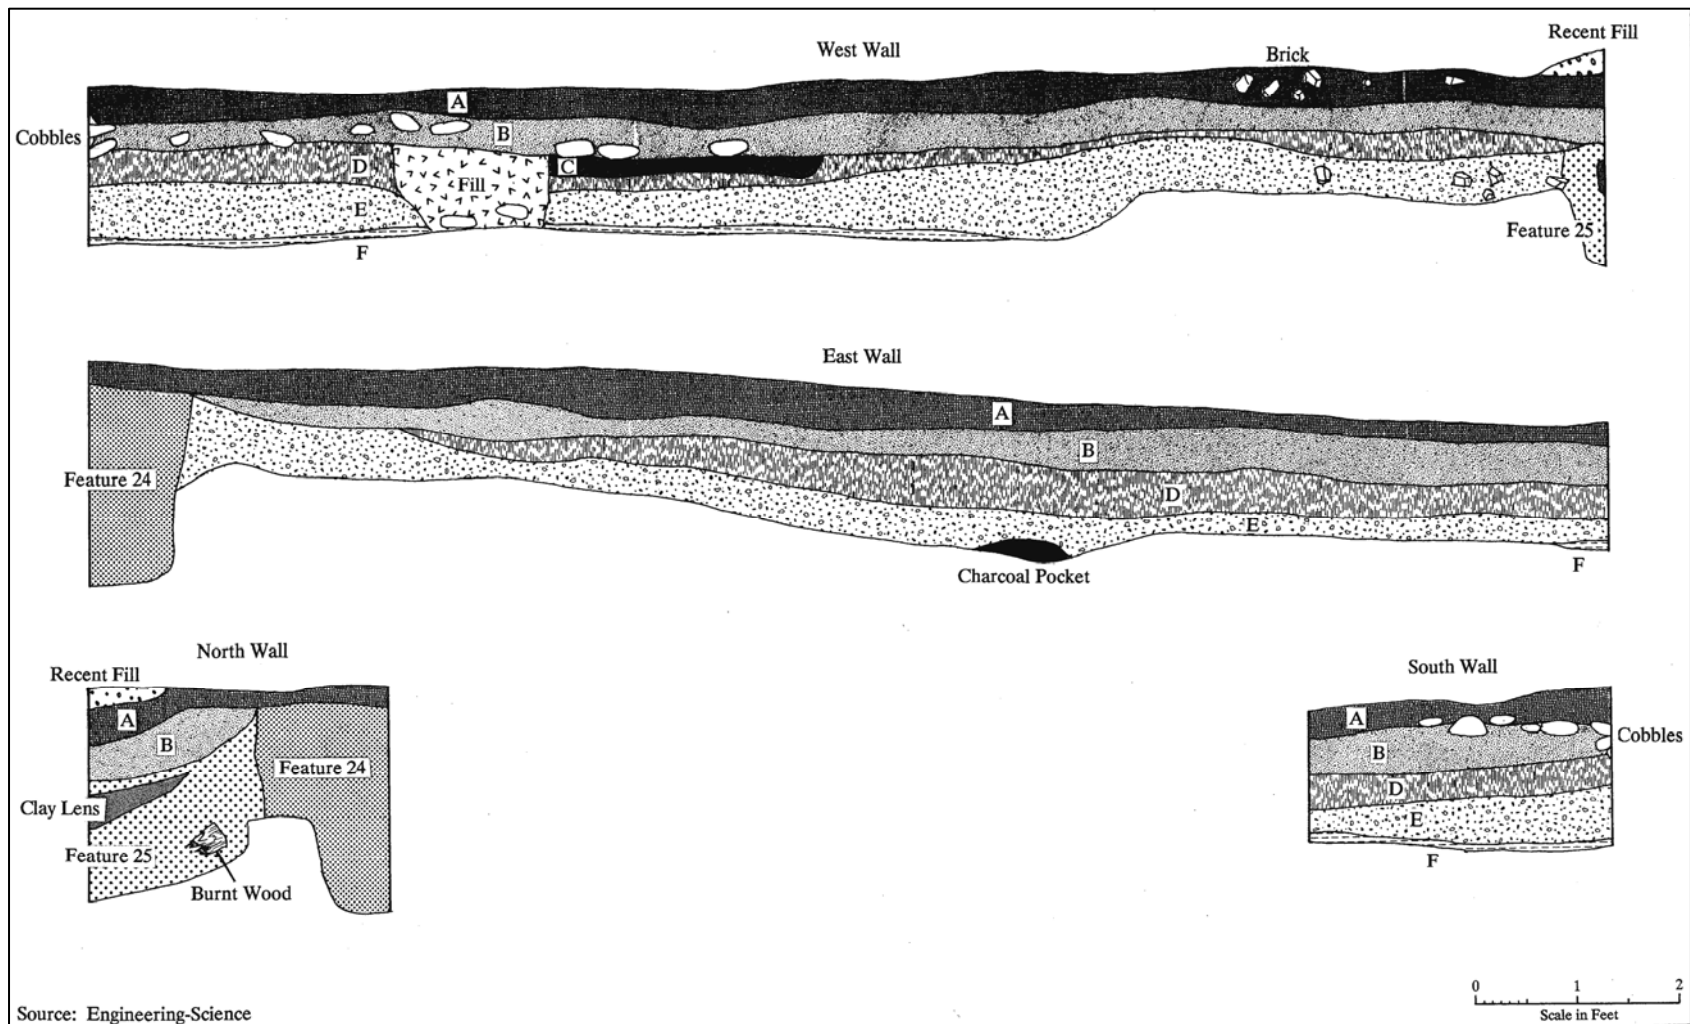 West Wall
Recent Fill
Brick
A
Cobbles
B
C
D
Fill
E
Feature 25
F
East Wall
A
B
Feature 24
D
E
F
Charcoal Pocket
North Wall
Recent Fill
A
B
Feature 24
Clay Lens
Feature 25
Burnt Wood
South Wall
A
Cobbles
B
D
E
F
0 1 2
Scale in Feet
Source: Engineering-Science